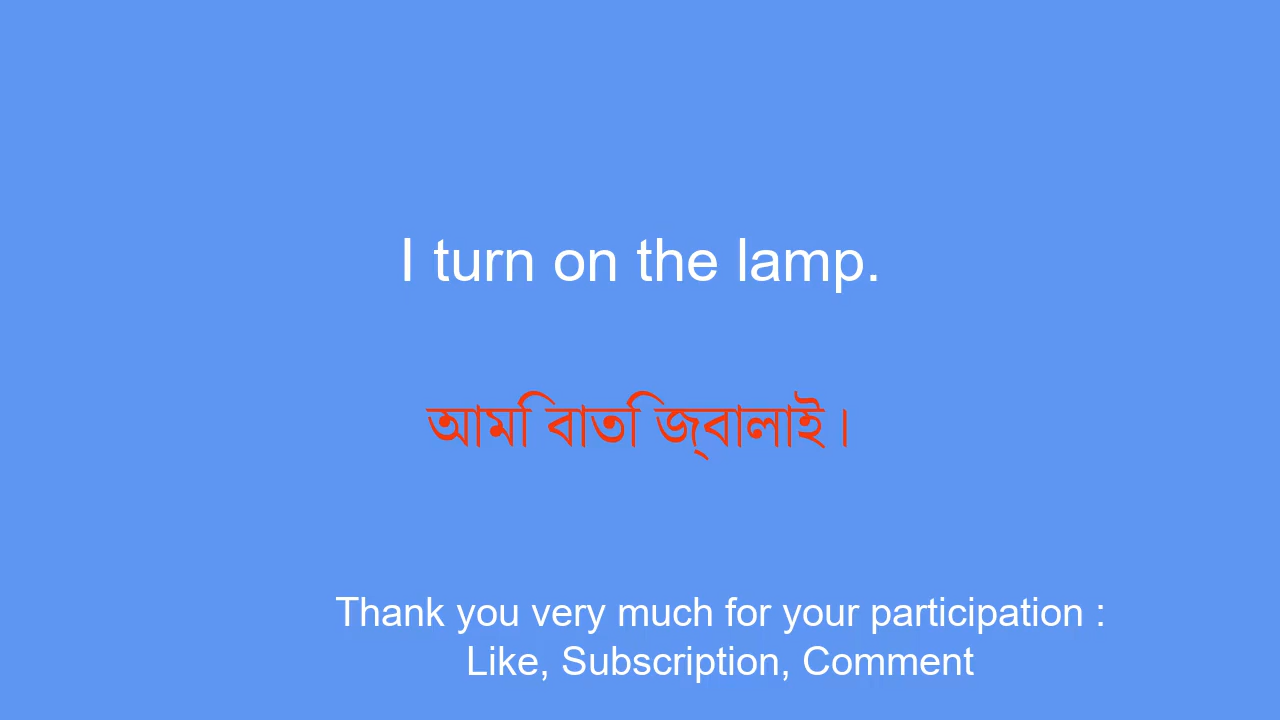 I turn on the lamp.
আমি বাতি জ্বালাই।
Thank you very much for your participation :
Like, Subscription, Comment